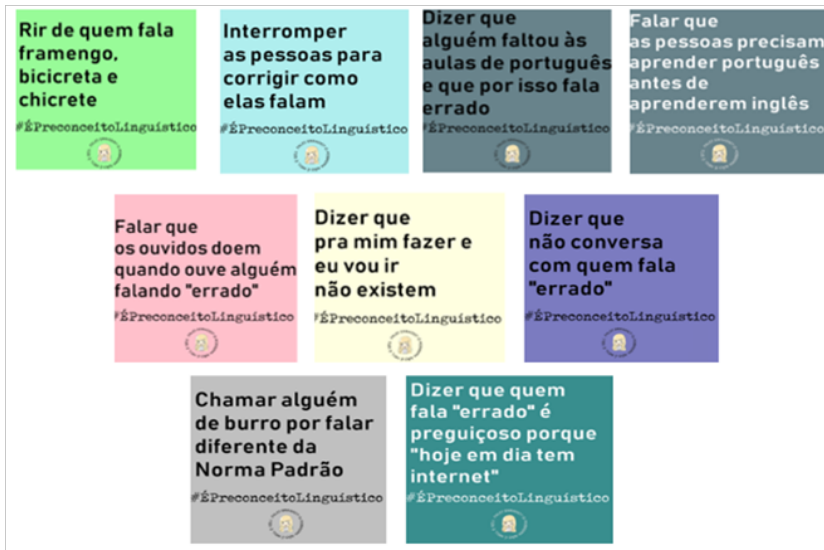 Rir de quem fala
framengo,
bicicreta e
chicrete
#ÉPreconceitoLinguístico
Interromper
as pessoas para
corrigir como
elas falam
#ÉPreconceitoLinguístico
Dizer que
alguém faltou às
aulas de português
e que por isso fala
errado
#ÉPreconceitoLinguístico
Falar que
as pessoas precisam
aprender português
antes de
aprenderem inglês
#ÉPreconceitoLinguístico
Falar que
os ouvidos doem
quando ouve alguém
falando "errado"
#ÉPreconceitoLinguístico
Dizer que
pra mim fazer e
eu vou ir
não existem
#ÉPreconceitoLinguístico
Dizer que
não conversa
com quem fala
"errado"
#ÉPreconceitoLinguístico
Chamar alguém
de burro por falar
diferente da
Norma Padrão
#ÉPreconceitoLinguístico
Dizer que quem
fala "errado" é
preguiçoso porque
"hoje em dia tem
internet"
#ÉPreconceitoLinguístico